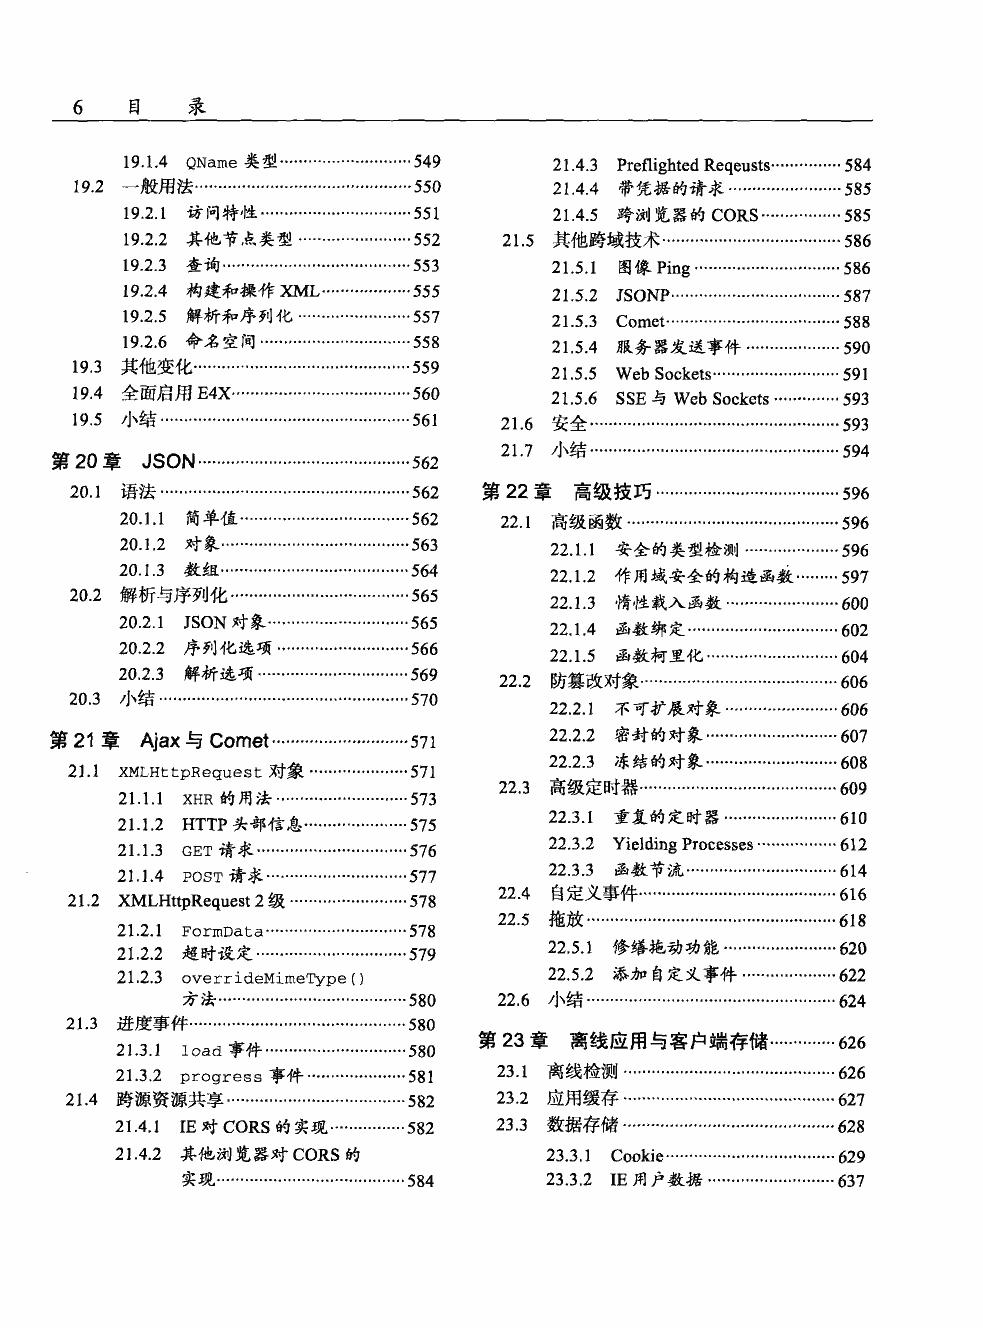 6 目 录
19.1.4 QName 类型 549
19.2 一般用法 550
19.2.1 访问特性 551
19.2.2 其他节点类型 552
19.2.3 查询 553
19.2.4 构建和操作 XML 555
19.2.5 解析和序列化 557
19.2.6 命名空间 558
19.3 其他变化 559
19.4 全面启用 E4X 560
19.5 小结 561
第 20 章 JSON 562
20.1 语法 562
20.1.1 简单值 562
20.1.2 对象 563
20.1.3 数组 564
20.2 解析与序列化 565
20.2.1 JSON 对象 565
20.2.2 序列化选项 566
20.2.3 解析选项 569
20.3 小结 570
第 21 章 Ajax 与 Comet 571
21.1 XMLHttpRequest 对象 571
21.1.1 XHR 的用法 573
21.1.2 HTTP 头部信息 575
21.1.3 GET 请求 576
21.1.4 POST 请求 577
21.2 XMLHttpRequest 2 级 578
21.2.1 FormData 578
21.2.2 超时设定 579
21.2.3 overrideMimeType()
方法 580
21.3 进度事件 580
21.3.1 load 事件 580
21.3.2 progress 事件 581
21.4 跨源资源共享 582
21.4.1 IE 对 CORS 的实现 582
21.4.2 其他浏览器对 CORS 的
实现 584
21.4.3 Preflighted Reqeusts 584
21.4.4 带凭据的请求 585
21.4.5 跨浏览器的 CORS 585
21.5 其他跨域技术 586
21.5.1 图像 Ping 586
21.5.2 JSONP 587
21.5.3 Comet 588
21.5.4 服务器发送事件 590
21.5.5 Web Sockets 591
21.5.6 SSE 与 Web Sockets 593
21.6 安全 593
21.7 小结 594
第 22 章 高级技巧 596
22.1 高级函数 596
22.1.1 安全的类型检测 596
22.1.2 作用域安全的构造函数 597
22.1.3 惰性载入函数 600
22.1.4 函数绑定 602
22.1.5 函数柯里化 604
22.2 防篡改对象 606
22.2.1 不可扩展对象 606
22.2.2 密封的对象 607
22.2.3 冻结的对象 608
22.3 高级定时器 609
22.3.1 重复的定时器 610
22.3.2 Yielding Processes 612
22.3.3 函数节流 614
22.4 自定义事件 616
22.5 拖放 618
22.5.1 修缮拖动功能 620
22.5.2 添加自定义事件 622
22.6 小结 624
第 23 章 离线应用与客户端存储 626
23.1 离线检测 626
23.2 应用缓存 627
23.3 数据存储 628
23.3.1 Cookie 629
23.3.2 IE 用户数据 637